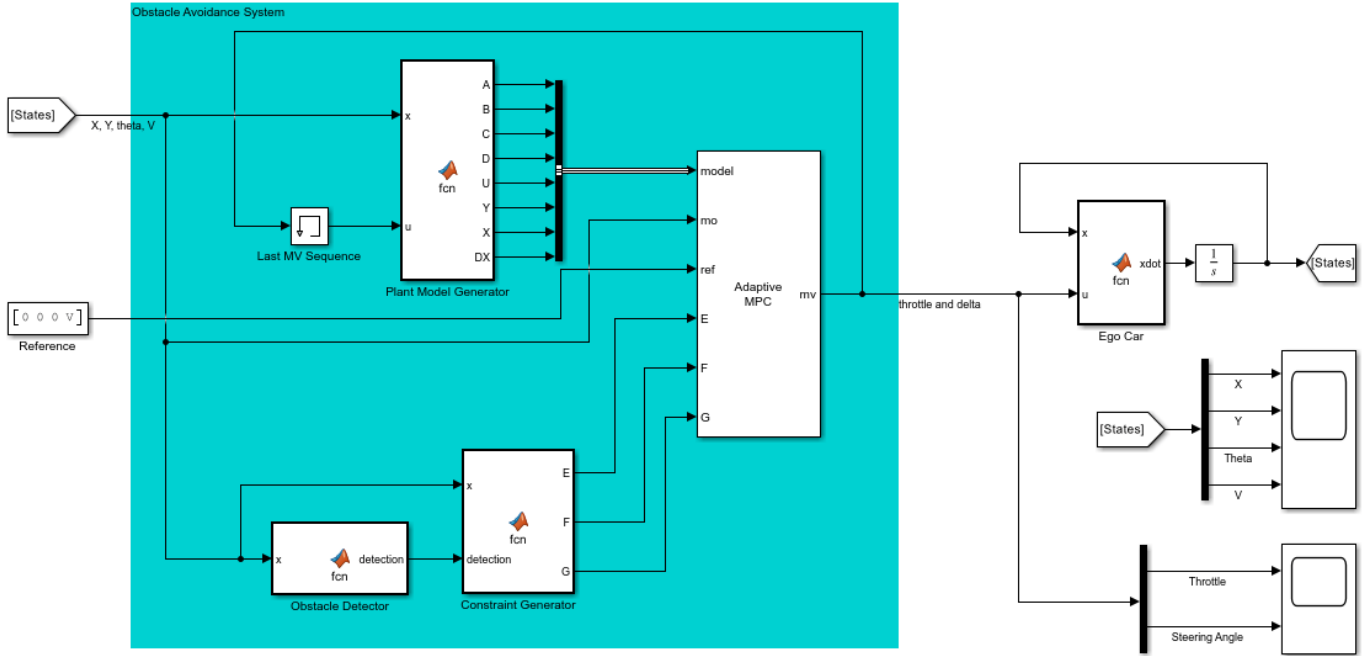 Obstacle Avoidance System
[States]
X, Y, theta, V
x
u
fcn
A
B
C
D
U
Y
X
DX
Plant Model Generator
Last MV Sequence
[0 0 0 V]
Reference
model
mo
ref
E
F
G
Adaptive
MPC
mv
throttle and delta
x
u
fcn
xdot
Ego Car
1
s
[States]
[States]
X
Y
Theta
V
x
fcn
detection
Obstacle Detector
x
detection
fcn
E
F
G
Constraint Generator
Throttle
Steering Angle